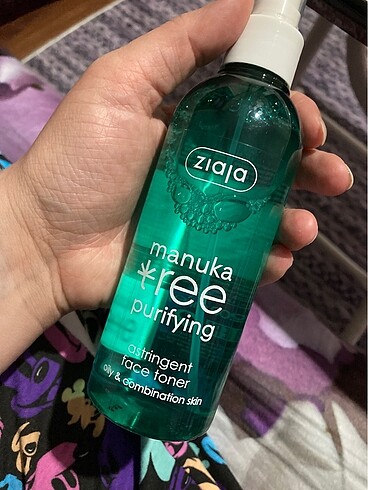 ziaja
manuka
tree
purifying
astringent
face toner
oily & combination skin